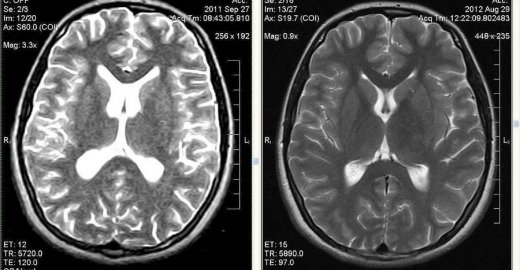 C: OFF
Se: 2/3
Im: 12/20
Ax: S60.0 (COI)
Mag: 3.3x
Acc:
2011 Sep 27
Acq Tm: 08:43:05.810
256 x 192
R
L
ET: 12
TR: 5720.0
TE: 120.0
Se: 2/16
Im: 13/27
Ax: S19.7 (COI)
Mag: 0.9x
Acc:
2012 Aug 29
Acq Tm: 12:22:09.802483
448 x 235
R
L
ET: 15
TR: 5890.0
TE: 97.0